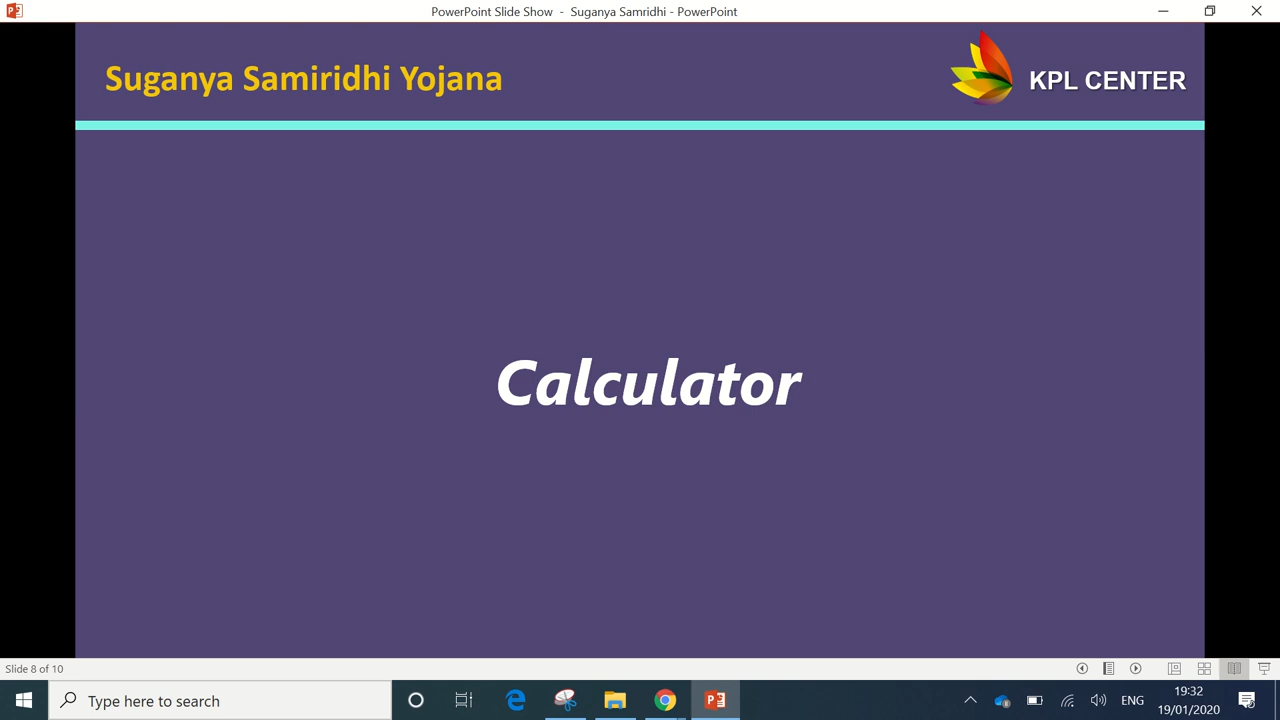 PowerPoint Slide Show - Suganya Samridhi - PowerPoint
Suganya Samiridhi Yojana
KPL CENTER
Calculator
Slide 8 of 10
Type here to search
ENG
19:32
19/01/2020